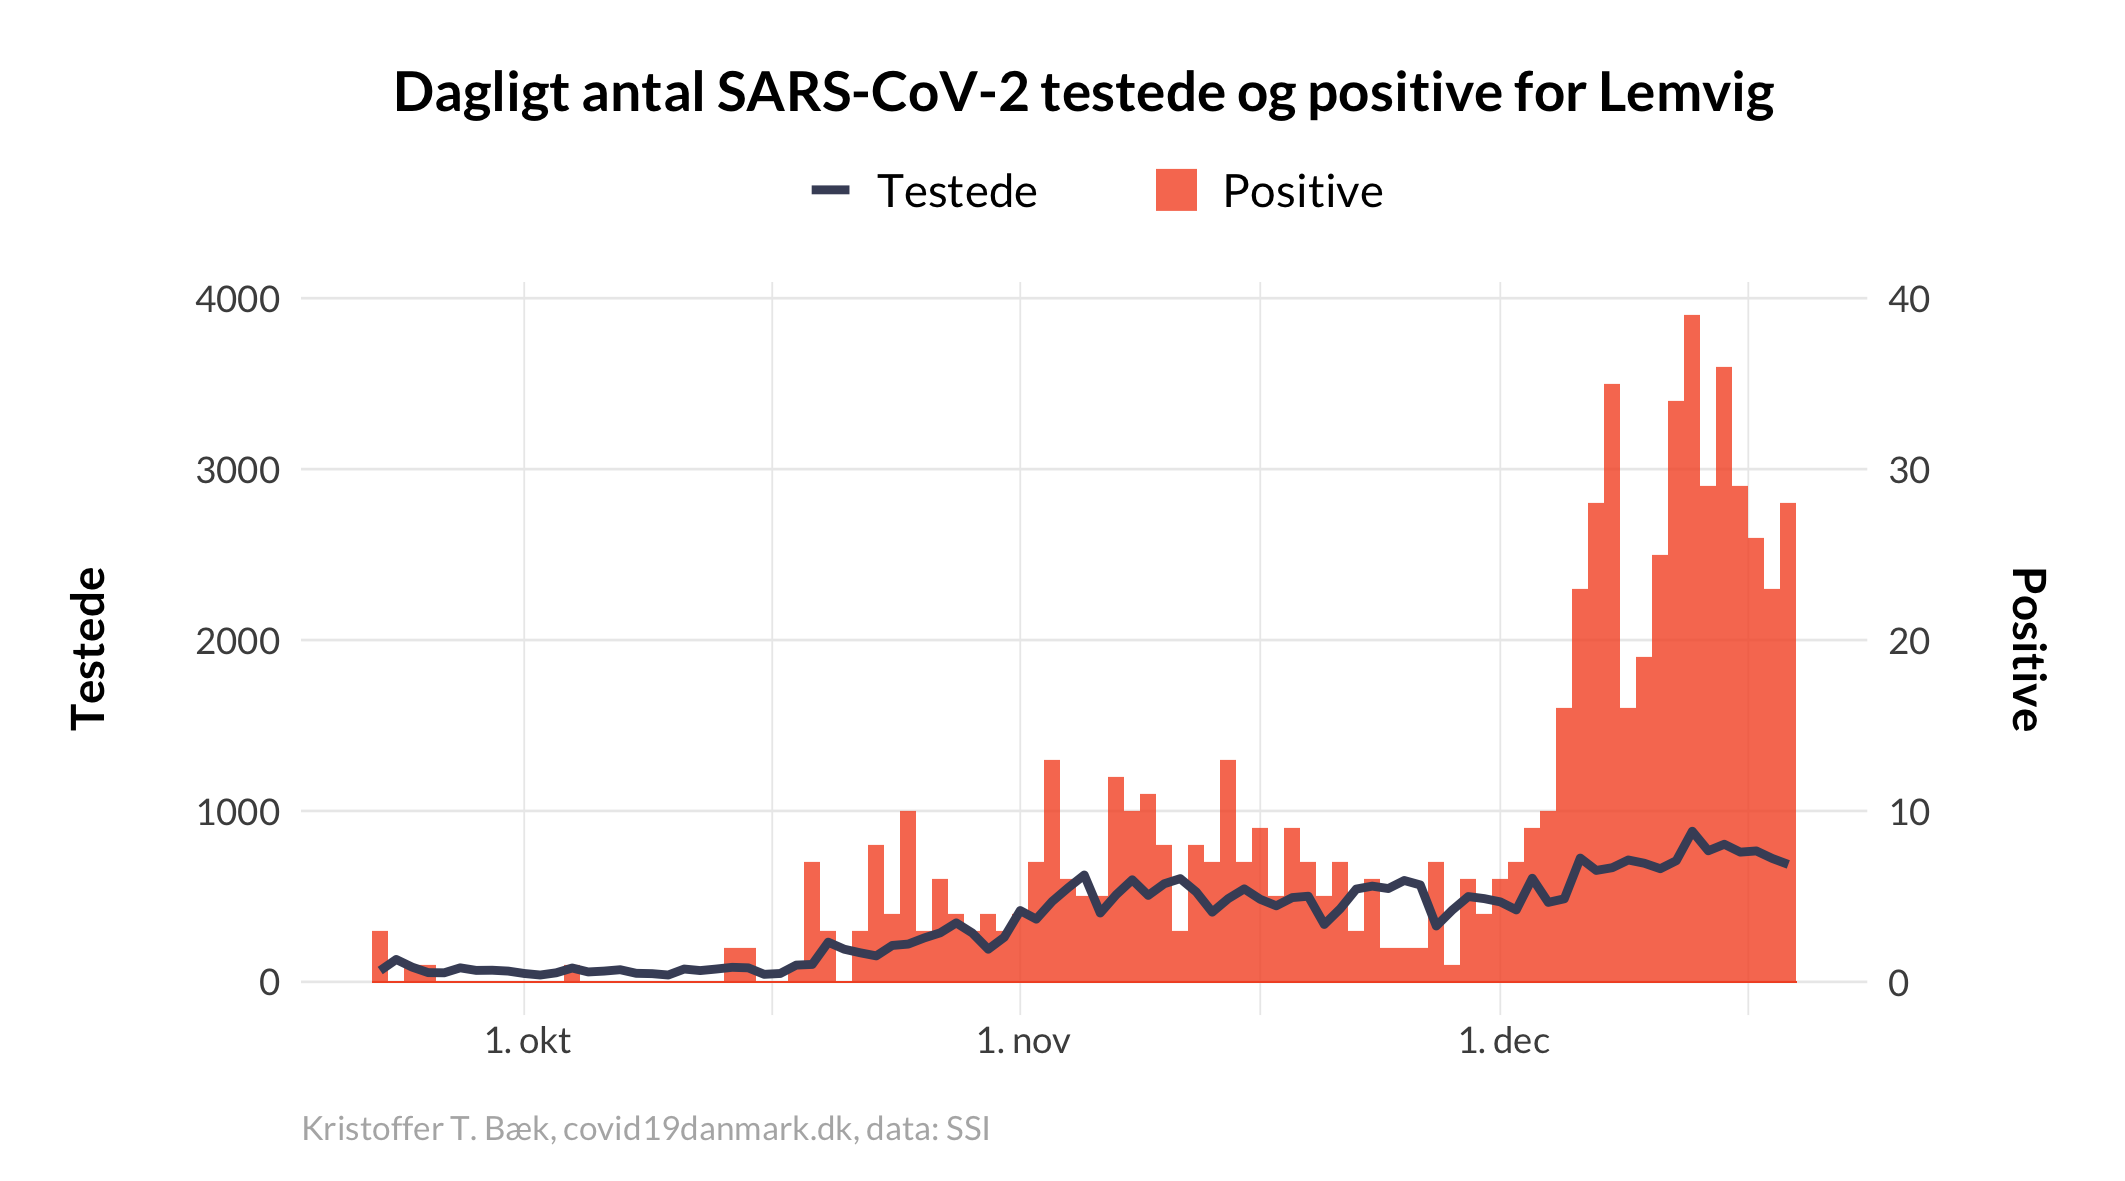 Dagligt antal SARS-CoV-2 testede og positive for Lemvig
Testede
Positive
4000
3000
2000
1000
0
40
30
20
10
0
Testede
Positive
1. okt
1. nov
1. dec
Kristoffer T. Bæk, covid19danmark.dk, data: SSI